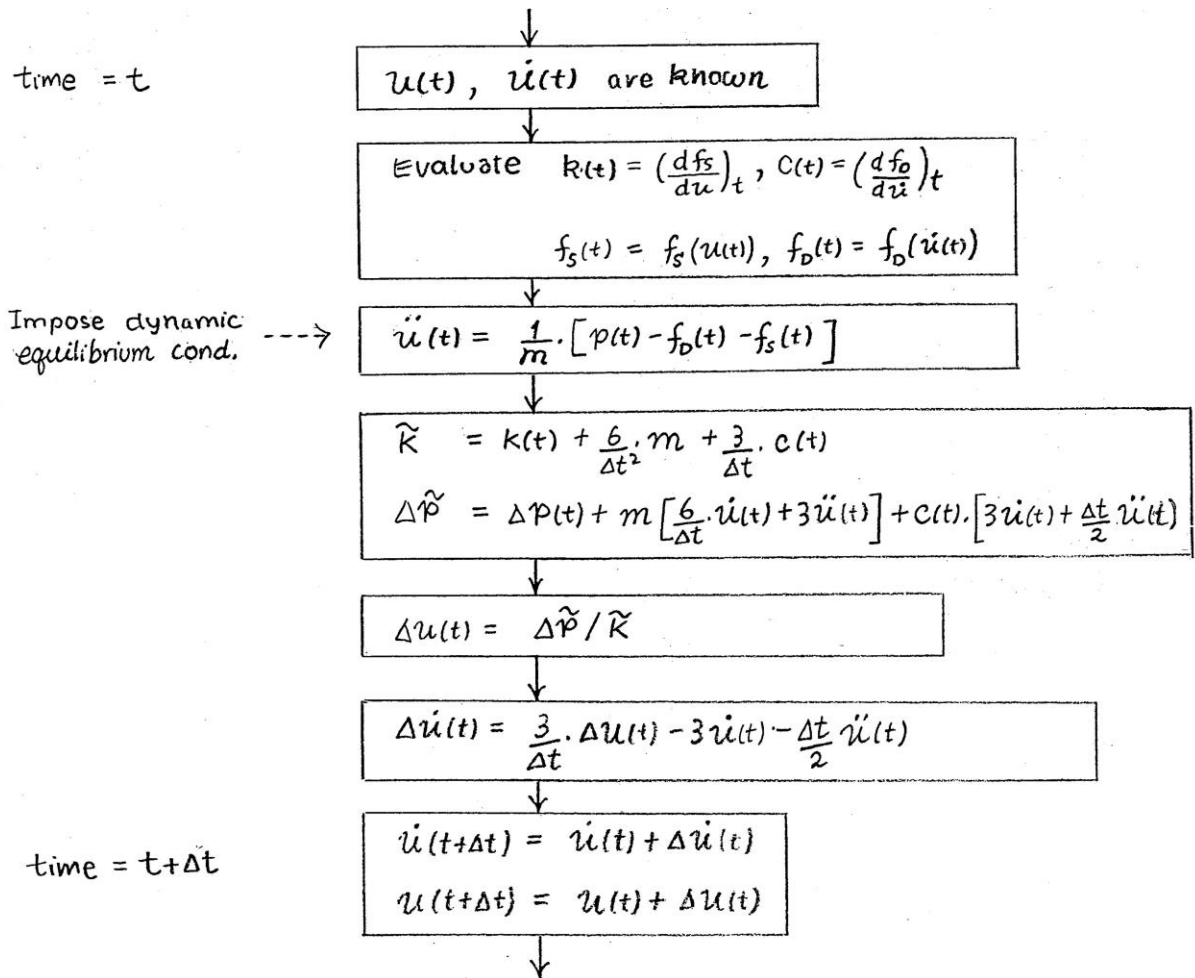 time = t
u(t), u̇(t) are known
Evaluate k(t) = (dfs/du)t, C(t) = (dfD/du̇)t
fS(t) = fS(u(t)), fD(t) = fD(u̇(t))
Impose dynamic
equilibrium cond.
--->
ü(t) = 1/m · [p(t) - fD(t) - fS(t)]
k̃ = k(t) + 6/Δt² · m + 3/Δt · c(t)
Δp̃ = Δp(t) + m[6/Δt · u̇(t) + 3ü(t)] + C(t) · [3u̇(t) + Δt/2 ü(t)]
Δu(t) = Δp̃ / k̃
Δu̇(t) = 3/Δt · Δu(t) - 3u̇(t) - Δt/2 ü(t)
time = t+Δt
u̇(t+Δt) = u̇(t) + Δu̇(t)
u(t+Δt) = u(t) + Δu(t)